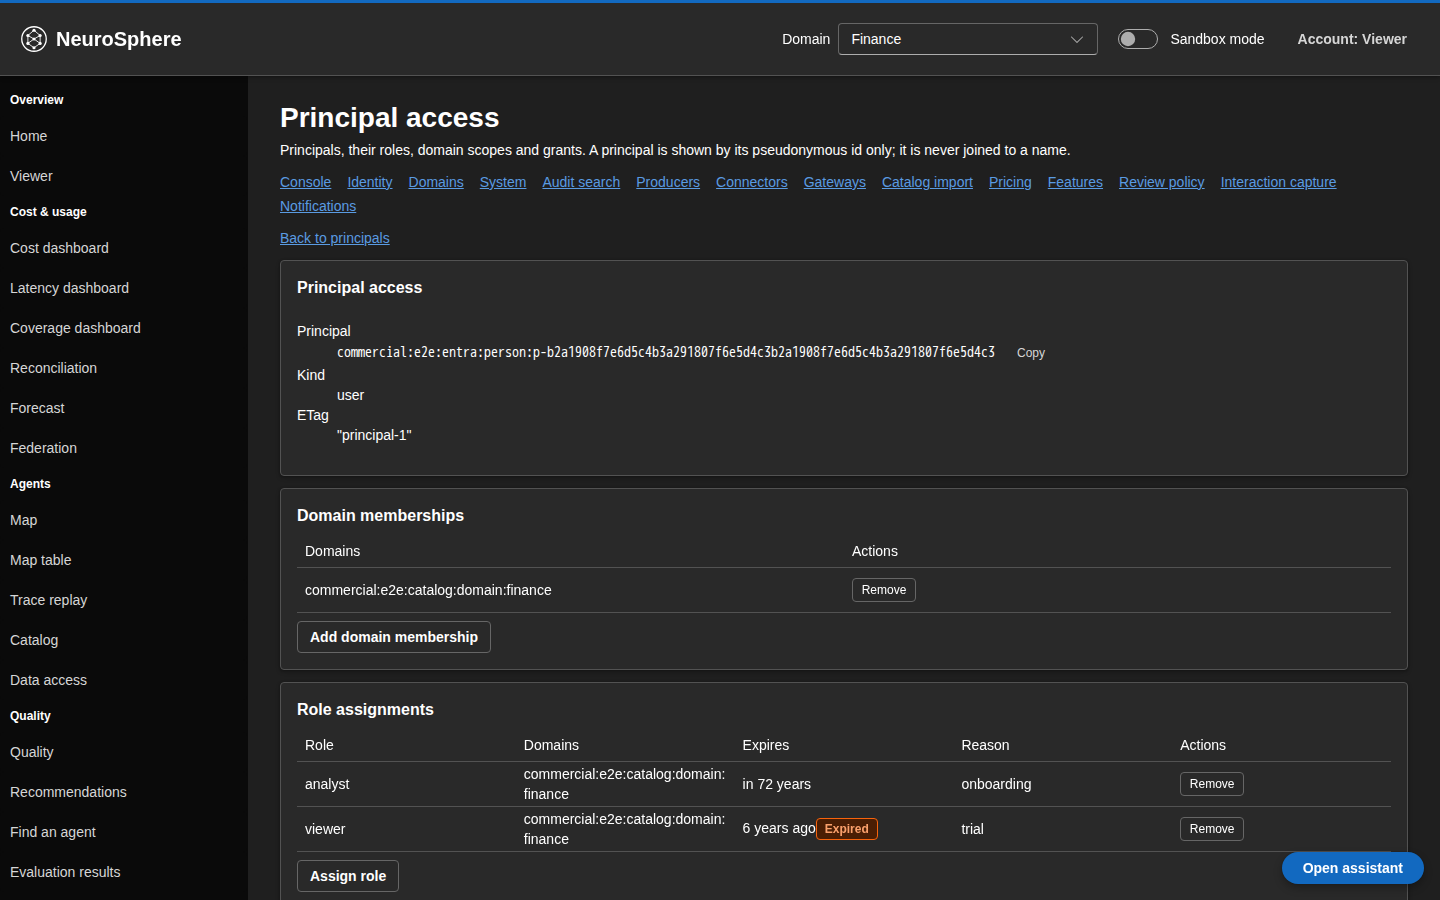 NeuroSphere
Domain
Finance
Sandbox mode
Account: Viewer
Overview
Home
Viewer
Cost & usage
Cost dashboard
Latency dashboard
Coverage dashboard
Reconciliation
Forecast
Federation
Agents
Map
Map table
Trace replay
Catalog
Data access
Quality
Quality
Recommendations
Find an agent
Evaluation results
Principal access
Principals, their roles, domain scopes and grants. A principal is shown by its pseudonymous id only; it is never joined to a name.
Console Identity Domains System Audit search Producers Connectors Gateways Catalog import Pricing Features Review policy Interaction capture
Notifications
Back to principals
Principal access
Principal
commercial:e2e:entra:person:p-b2a1908f7e6d5c4b3a291807f6e5d4c3b2a1908f7e6d5c4b3a291807f6e5d4c3 Copy
Kind
user
ETag
"principal-1"
Domain memberships
Domains Actions
commercial:e2e:catalog:domain:finance Remove
Add domain membership
Role assignments
Role Domains Expires Reason Actions
analyst commercial:e2e:catalog:domain:finance in 72 years onboarding Remove
viewer commercial:e2e:catalog:domain:finance 6 years ago Expired trial Remove
Assign role
Open assistant